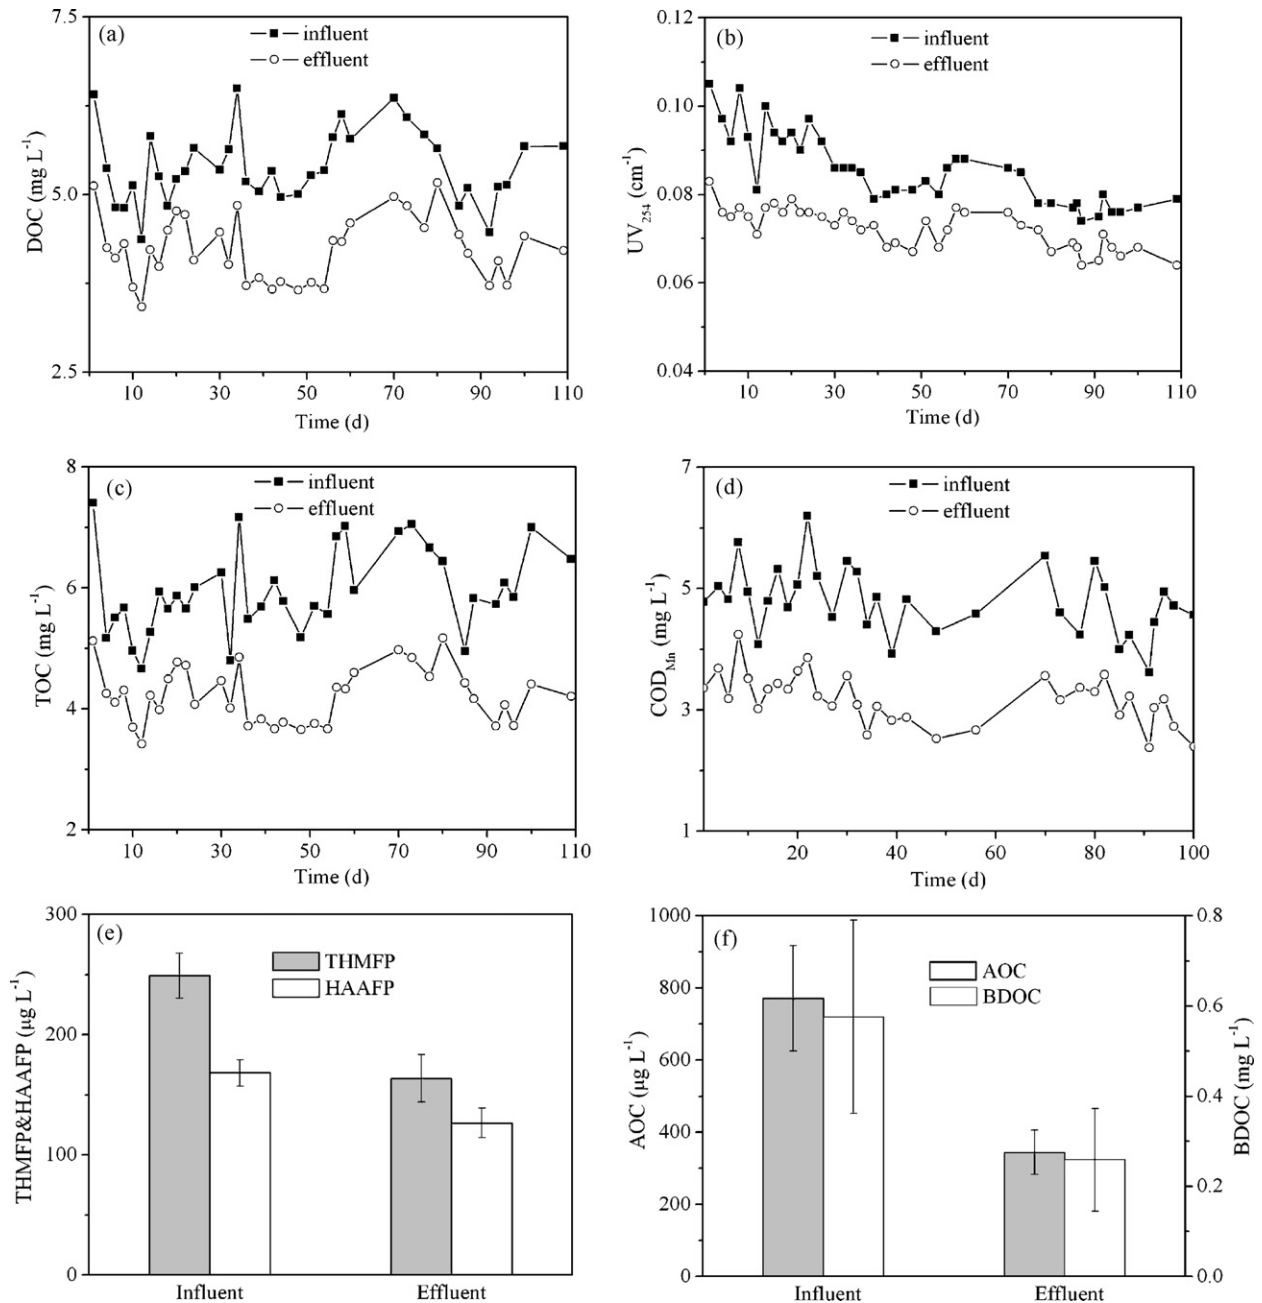 (a)
influent
effluent
7.5
5.0
2.5
DOC (mg L⁻¹)
10 30 50 70 90 110
Time (d)
(b)
influent
effluent
0.12
0.10
0.08
0.06
0.04
UV₂₅₄ (cm⁻¹)
10 30 50 70 90 110
Time (d)
(c)
influent
effluent
8
6
4
2
TOC (mg L⁻¹)
10 30 50 70 90 110
Time (d)
(d)
influent
effluent
7
5
3
1
COD_Mn (mg L⁻¹)
20 40 60 80 100
Time (d)
(e)
THMFP
HAAFP
300
200
100
0
THMFP&HAAFP (μg L⁻¹)
Influent Effluent
(f)
AOC
BDOC
1000
800
600
400
200
0
AOC (μg L⁻¹)
0.8
0.6
0.4
0.2
0.0
BDOC (mg L⁻¹)
Influent Effluent